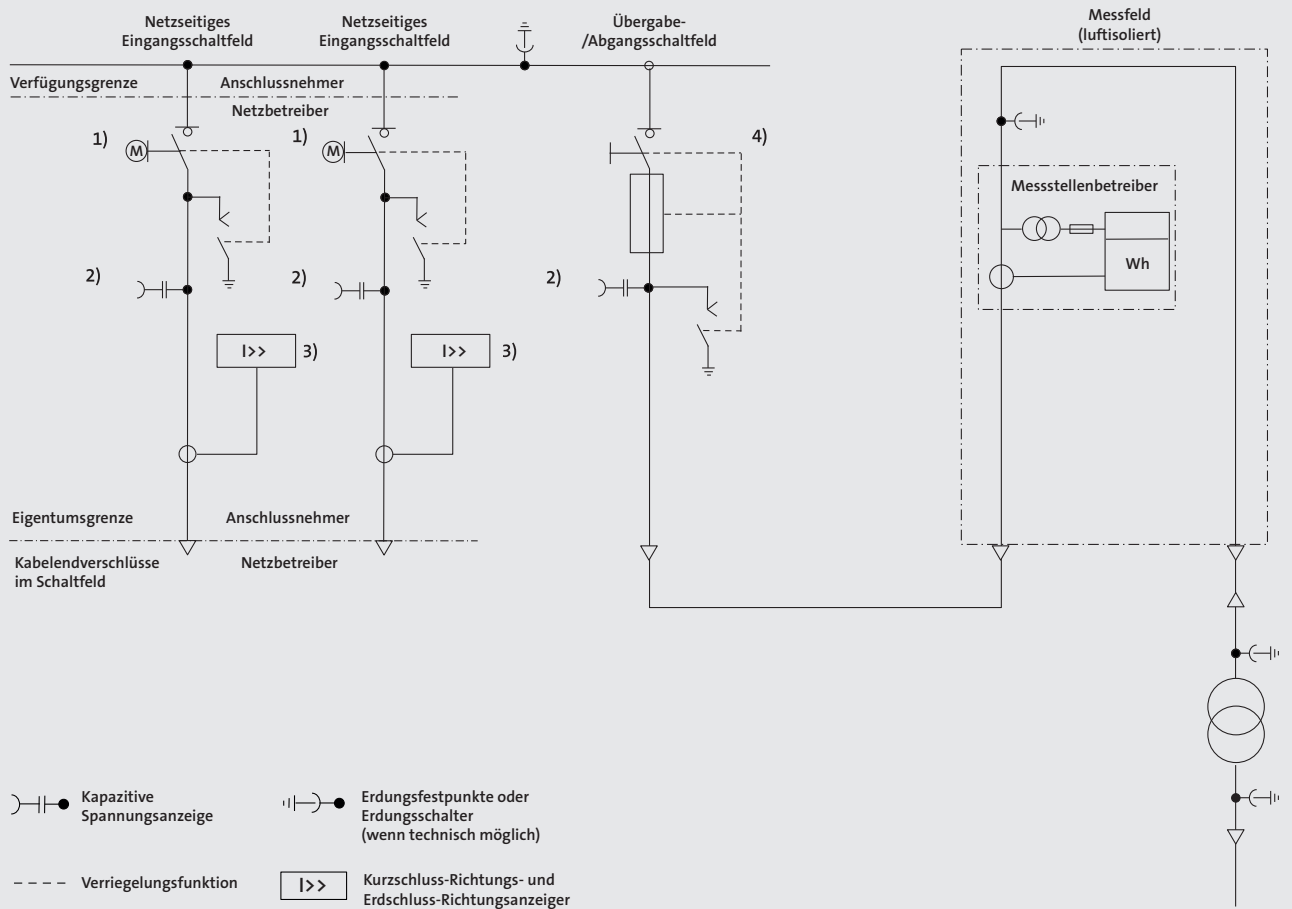 Netzseitiges
Eingangsschaltfeld
Netzseitiges
Eingangsschaltfeld
Übergabe-
/Abgangsschaltfeld
Messfeld
(luftisoliert)
Verfügungsgrenze
Anschlussnehmer
Netzbetreiber
1)
M
1)
M
4)
Messstellenbetreiber
Wh
2)
2)
2)
I>>
3)
I>>
3)
Eigentumsgrenze
Anschlussnehmer
Kabelendverschlüsse
im Schaltfeld
Netzbetreiber
Kapazitive
Spannungsanzeige
Erdungsfestpunkte oder
Erdungsschalter
(wenn technisch möglich)
Verriegelungsfunktion
I>>
Kurzschluss-Richtungs- und
Erdschluss-Richtungsanzeiger